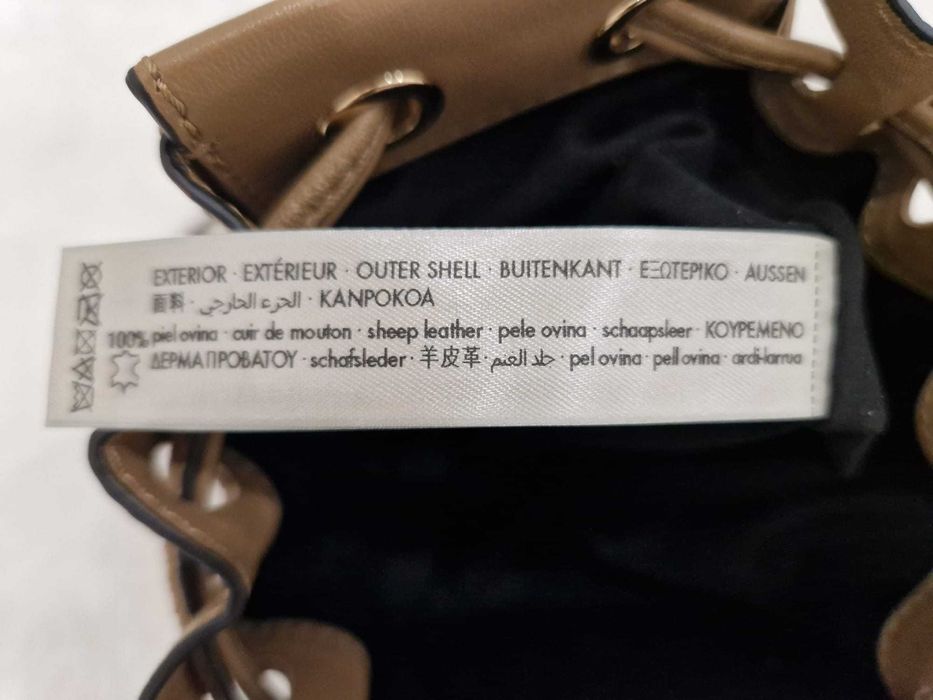 EXTERIOR · EXTÉRIEUR · OUTER SHELL · BUITENKANT · ΕΞΩΤΕΡΙΚΟ · AUSSEN
面料 · الجزء الخارجي · KANPOKOA
100% piel ovina · cuir de mouton · sheep leather · pele ovina · schaapsleer · ΚΟΥΡΕΜΕΝΟ
ΔΕΡΜΑ ΠΡΟΒΑΤΟΥ · schafsleder · 羊皮革 · جلد الغنم · pel ovina · pell ovina · ardi-larrua